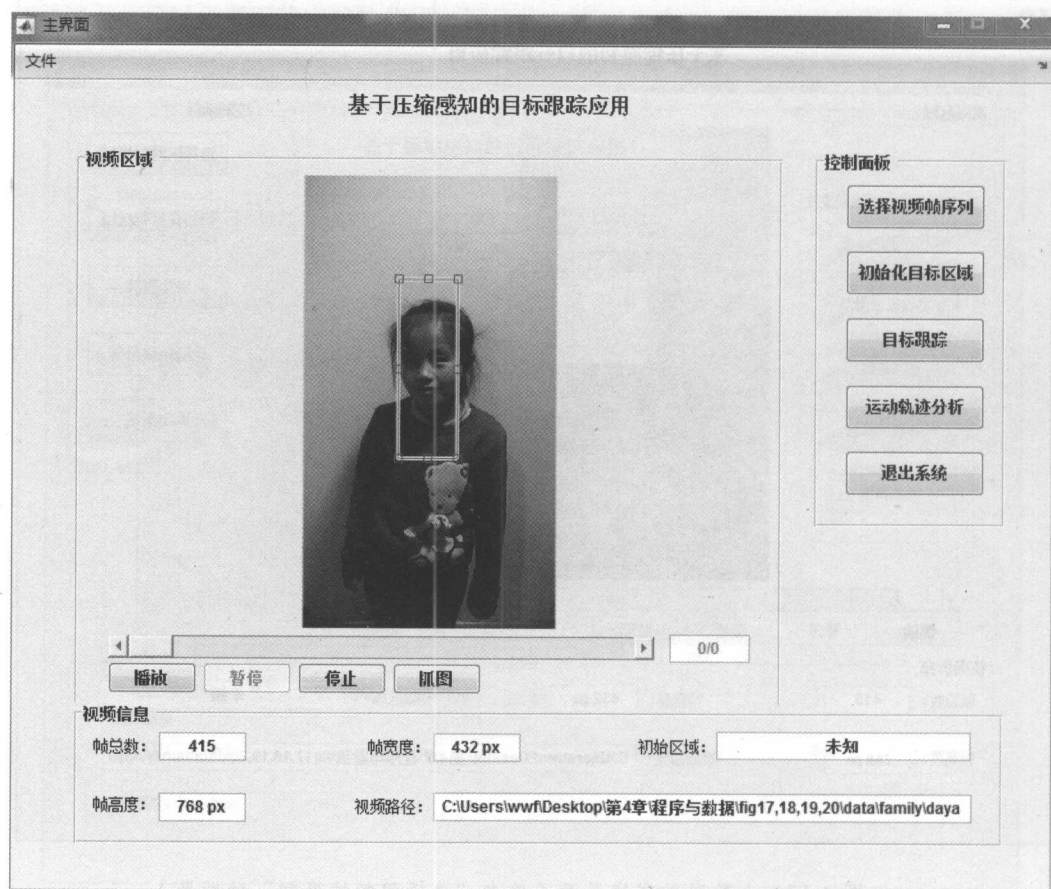 主界面
文件
基于压缩感知的目标跟踪应用
视频区域
控制面板
选择视频帧序列
初始化目标区域
目标跟踪
运动轨迹分析
退出系统
0/0
播放 暂停 停止 抓图
视频信息
帧总数： 415 帧宽度： 432 px 初始区域： 未知
帧高度： 768 px 视频路径： C:\Users\wwf\Desktop\第4章\程序与数据\fig17,18,19,20\data\family\daya